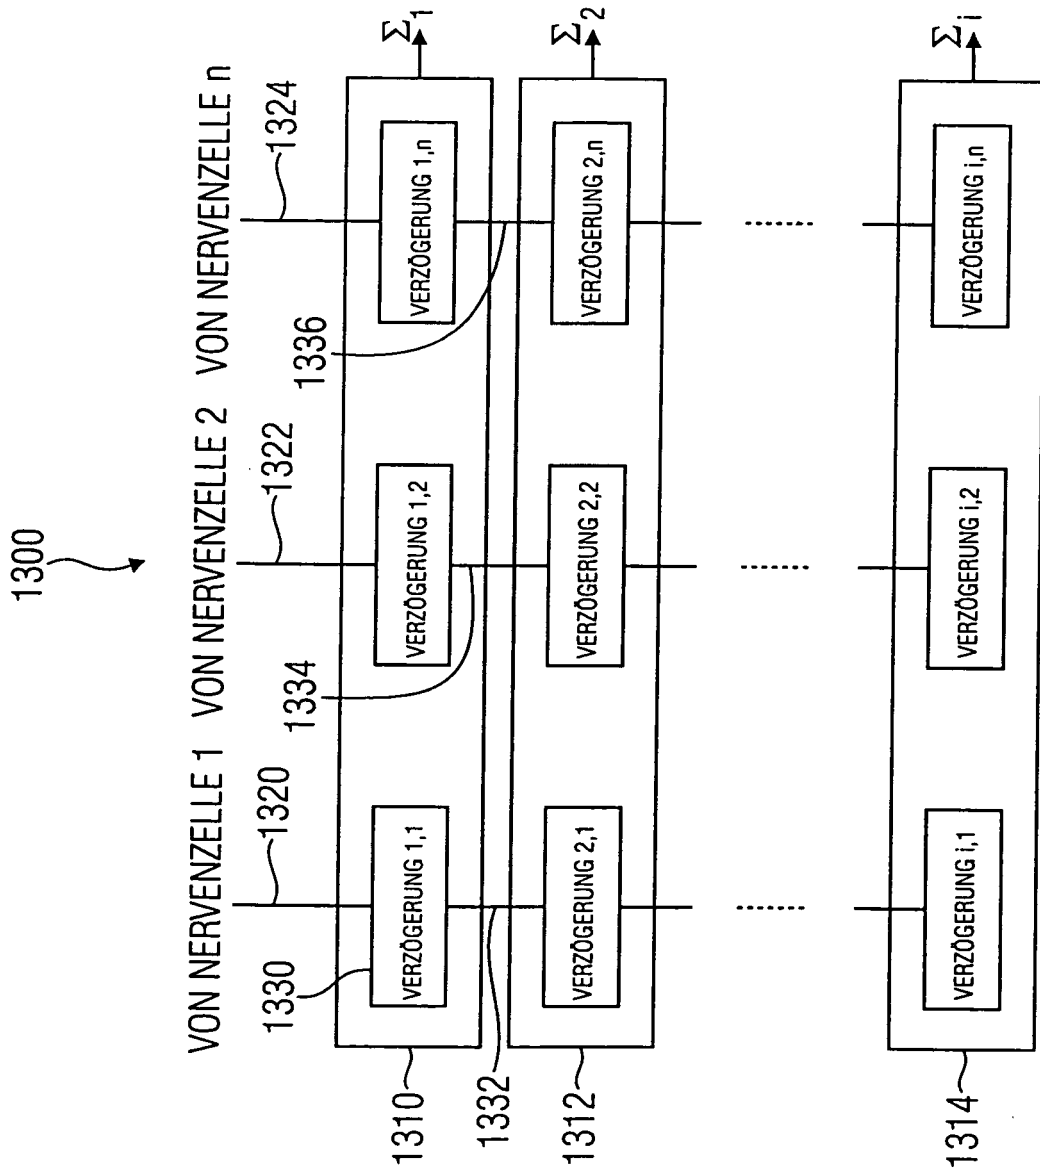 1300
VON NERVENZELLE 1 VON NERVENZELLE 2 VON NERVENZELLE n
1320
1322
1324
1330
VERZÖGERUNG 1,1
VERZÖGERUNG 1,2
VERZÖGERUNG 1,n
Σ1
1310
1332
1334
1336
VERZÖGERUNG 2,1
VERZÖGERUNG 2,2
VERZÖGERUNG 2,n
Σ2
1312
VERZÖGERUNG i,1
VERZÖGERUNG i,2
VERZÖGERUNG i,n
Σi
1314